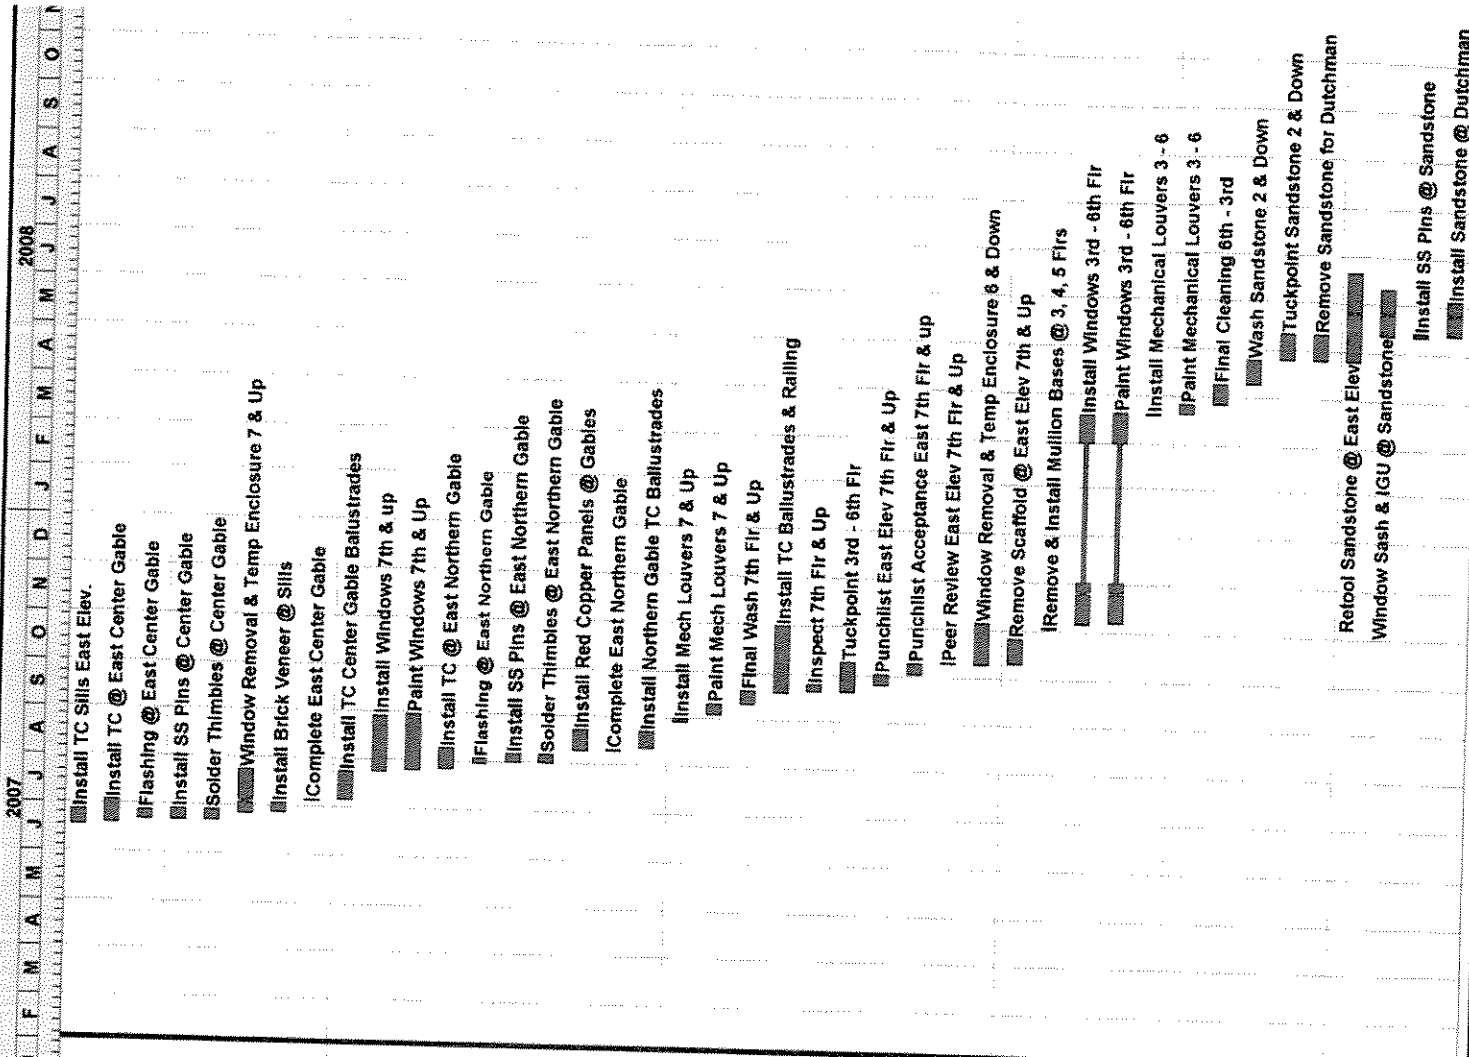 2007 2008
F M A M J J A S O N D J F M A M J J A S O N
Install TC Sills East Elev.
Install TC @ East Center Gable
Flashing @ East Center Gable
Install SS Pins @ Center Gable
Solder Thimbles @ Center Gable
Window Removal & Temp Enclosure 7 & Up
Install Brick Veneer @ Sills
Complete East Center Gable
Install TC Center Gable Balustrades
Install Windows 7th & up
Paint Windows 7th & Up
Install TC @ East Northern Gable
Flashing @ East Northern Gable
Install SS Pins @ East Northern Gable
Solder Thimbles @ East Northern Gable
Install Red Copper Panels @ Gables
Complete East Northern Gable
Install Northern Gable TC Ballustrades
Install Mech Louvers 7 & Up
Paint Mech Louvers 7 & Up
Final Wash 7th Flr & Up
Install TC Ballustrades & Railing
Inspect 7th Flr & Up
Tuckpoint 3rd - 6th Flr
Punchlist East Elev 7th Flr & Up
Punchlist Acceptance East 7th Flr & up
Peer Review East Elev 7th Flr & Up
Window Removal & Temp Enclosure 6 & Down
Remove Scaffold @ East Elev 7th & Up
Remove & Install Mullion Bases @ 3, 4, 5 Flrs
Install Windows 3rd - 6th Flr
Paint Windows 3rd - 6th Flr
Install Mechanical Louvers 3 - 6
Paint Mechanical Louvers 3 - 6
Final Cleaning 6th - 3rd
Wash Sandstone 2 & Down
Tuckpoint Sandstone 2 & Down
Remove Sandstone for Dutchman
Retool Sandstone @ East Elev
Window Sash & IGU @ Sandstone
Install SS Pins @ Sandstone
Install Sandstone @ Dutchman